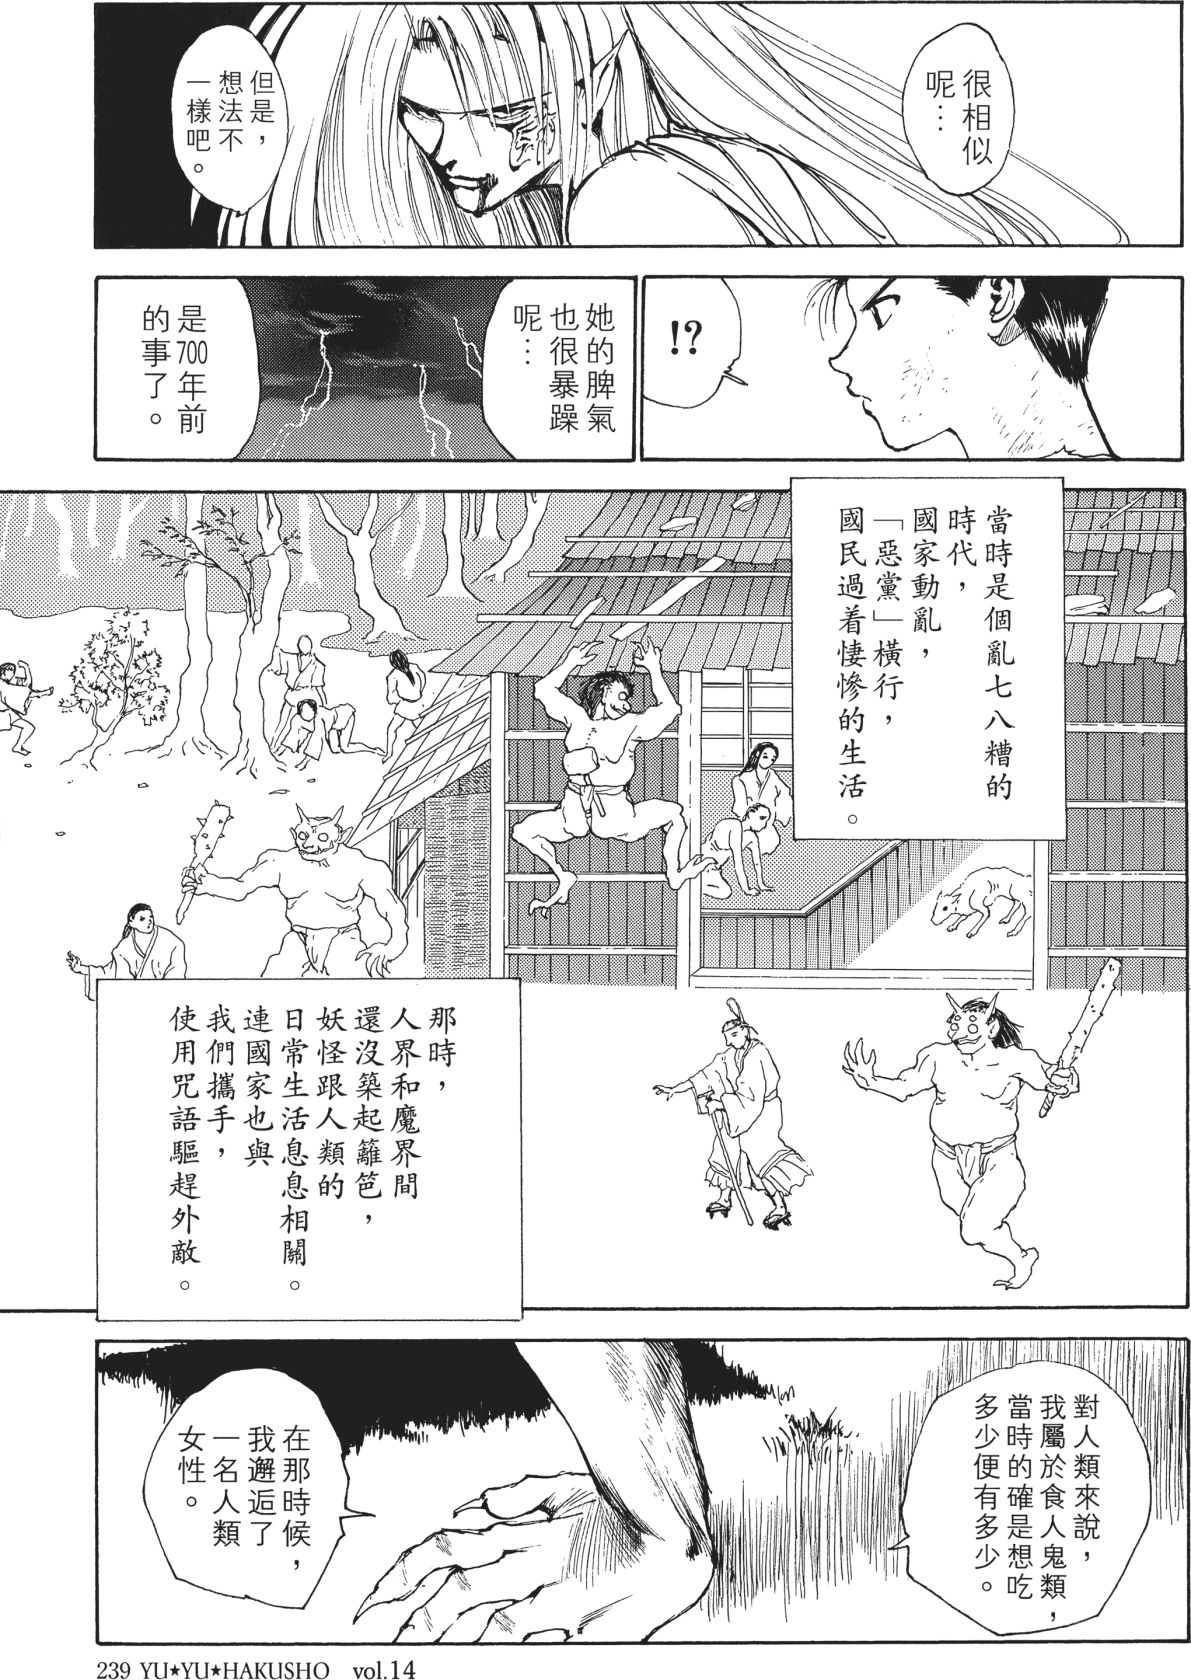 很相似
呢…
但是，
想法不
一樣吧。
!?
她的脾氣
也很暴躁
呢…
是700年前
的事了。
當時是個亂七八糟的
時代，
國家動亂，
「惡黨」橫行，
國民過着悽慘的生活。
那時，
人界和魔界間
還沒築起籬笆，
妖怪跟人類的
日常生活息息相關。
連國家也與
我們攜手，
使用咒語驅趕外敵。
對人類來說，
我屬於食人鬼類，
當時的確是想吃
多少便有多少。
在那時候，
我邂逅了
一名人類
女性。
239 YU★YU★HAKUSHO vol.14